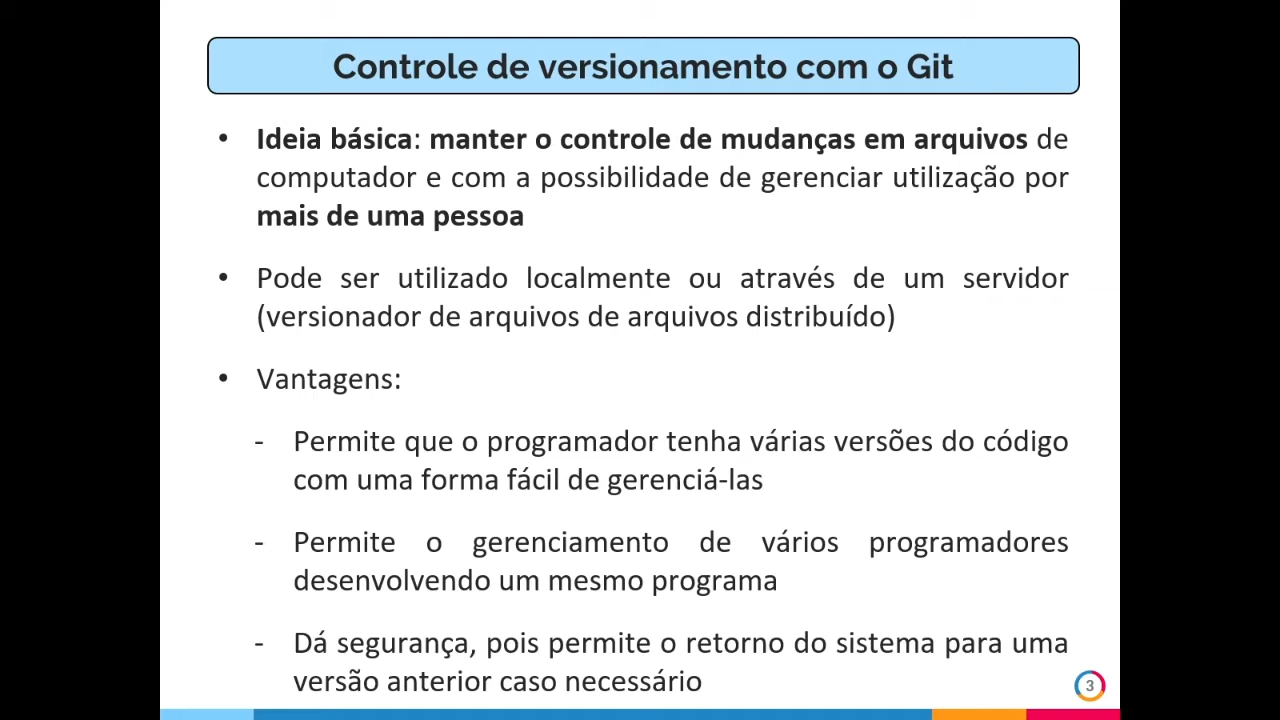 Controle de versionamento com o Git
• Ideia básica: manter o controle de mudanças em arquivos de
computador e com a possibilidade de gerenciar utilização por
mais de uma pessoa
• Pode ser utilizado localmente ou através de um servidor
(versionador de arquivos de arquivos distribuído)
• Vantagens:
- Permite que o programador tenha várias versões do código
com uma forma fácil de gerenciá-las
- Permite o gerenciamento de vários programadores
desenvolvendo um mesmo programa
- Dá segurança, pois permite o retorno do sistema para uma
versão anterior caso necessário
3